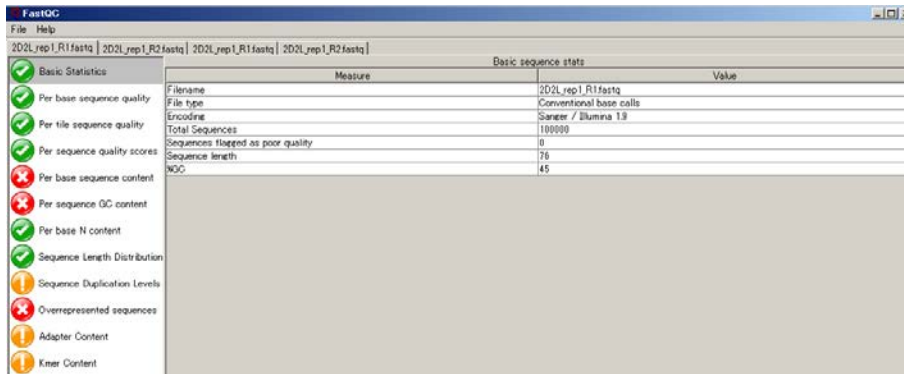 FastQC
File Help
2D2L_rep1_R1.fastq 2D2L_rep1_R2.fastq 2D2L_rep1_R1.fastq 2D2L_rep1_R2.fastq
Basic Statistics
Per base sequence quality
Per tile sequence quality
Per sequence quality scores
Per base sequence content
Per sequence GC content
Per base N content
Sequence Length Distribution
Sequence Duplication Levels
Overrepresented sequences
Adapter Content
Kmer Content
Basic sequence stats
Measure Value
Filename 2D2L_rep1_R1.fastq
File type Conventional base calls
Encoding Sanger / Illumina 1.9
Total Sequences 100000
Sequences flagged as poor quality 0
Sequence length 76
%GC 45